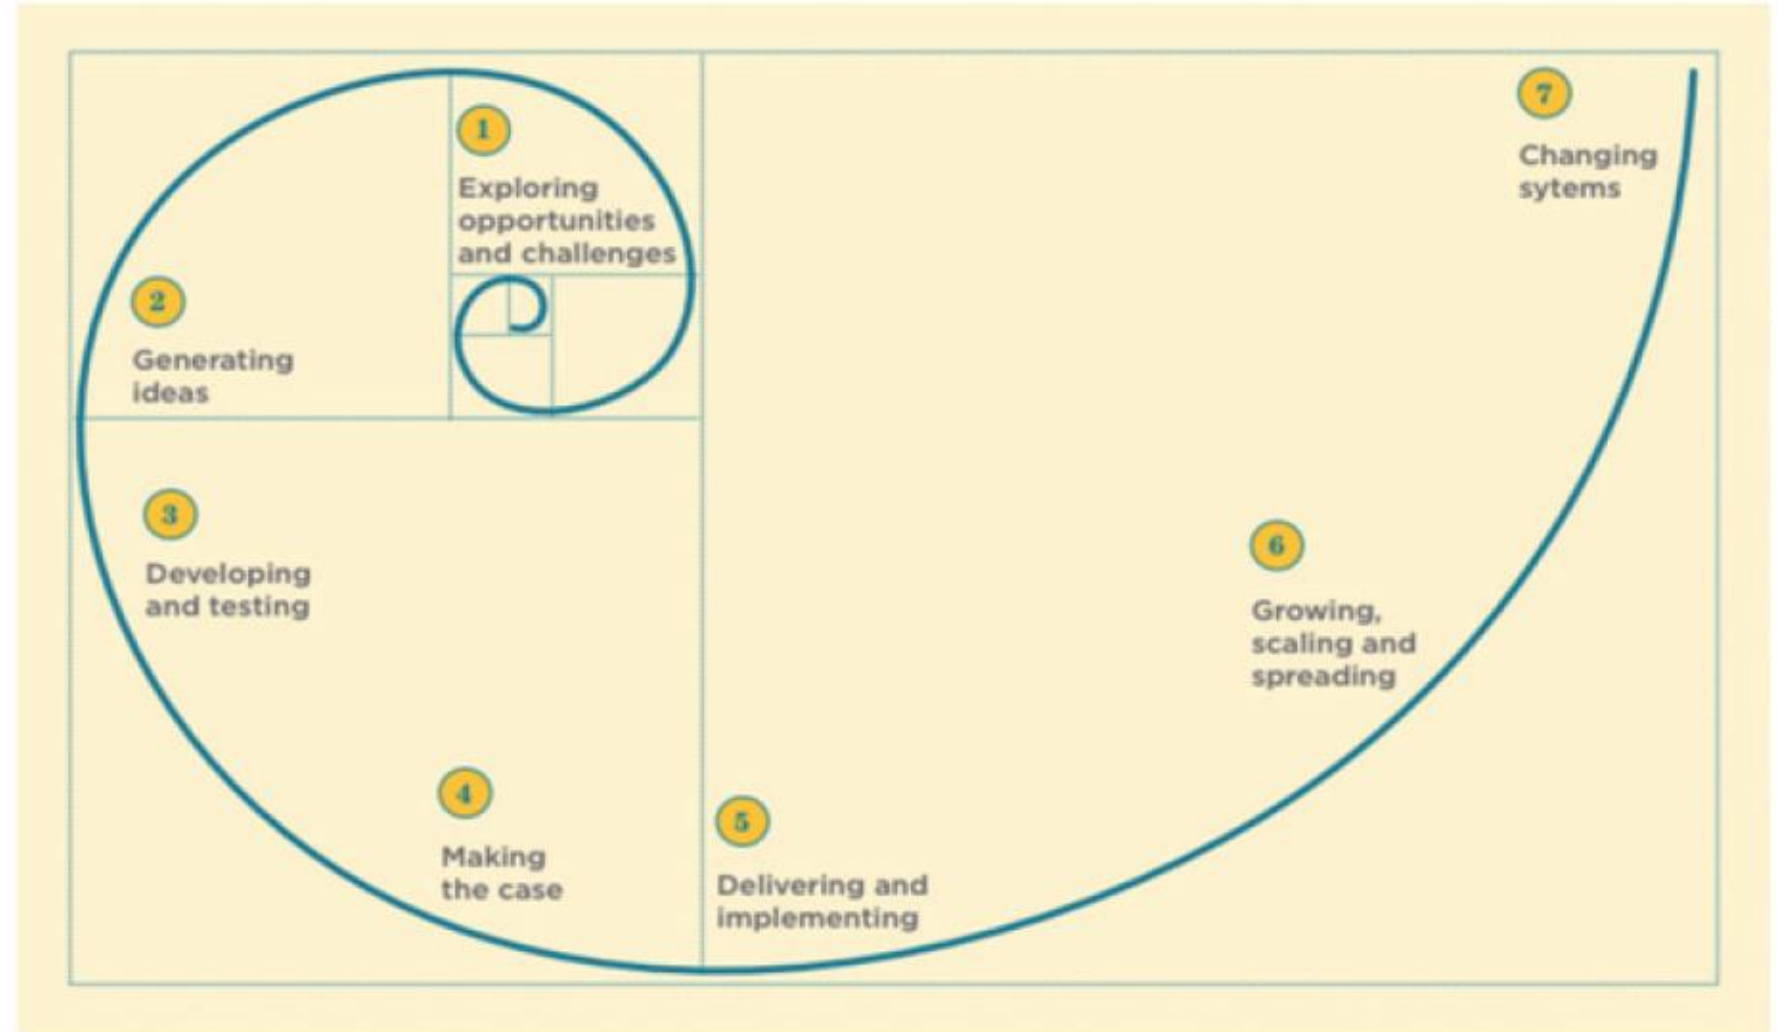 1
Exploring
opportunities
and challenges
2
Generating
ideas
3
Developing
and testing
4
Making
the case
5
Delivering and
implementing
6
Growing,
scaling and
spreading
7
Changing
sytems